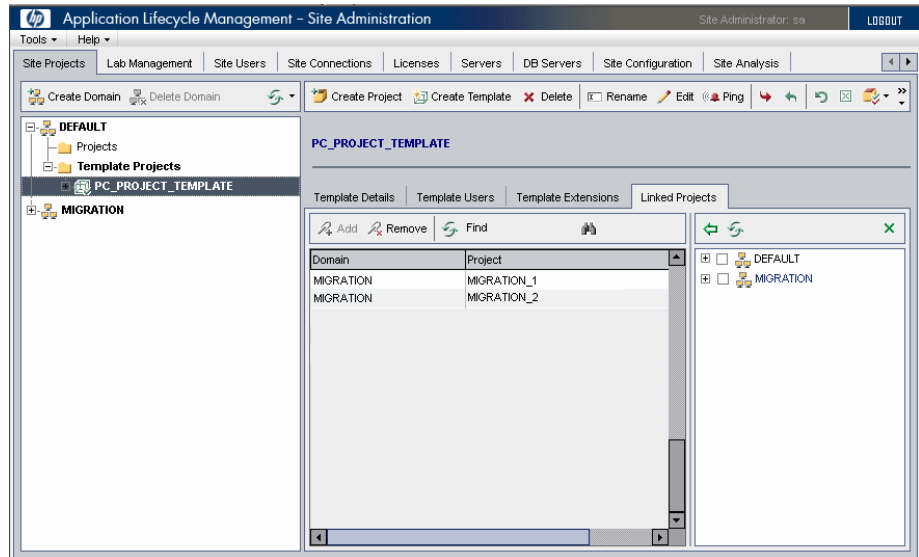 hp Application Lifecycle Management – Site Administration Site Administrator: sa LOGOUT
Tools Help
Site Projects Lab Management Site Users Site Connections Licenses Servers DB Servers Site Configuration Site Analysis
Create Domain Delete Domain Create Project Create Template Delete Rename Edit Ping
DEFAULT
Projects
Template Projects
PC_PROJECT_TEMPLATE
MIGRATION
PC_PROJECT_TEMPLATE
Template Details Template Users Template Extensions Linked Projects
Add Remove Find
Domain Project
MIGRATION MIGRATION_1
MIGRATION MIGRATION_2
DEFAULT
MIGRATION